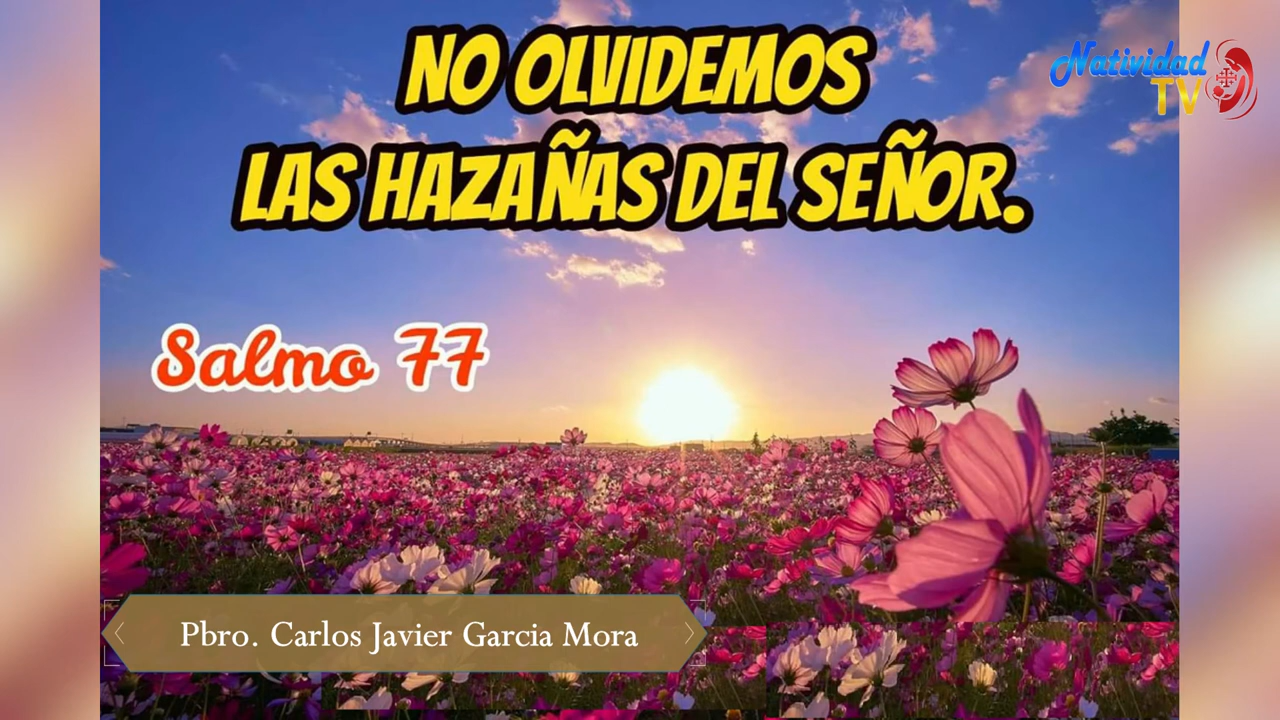 NO OLVIDEMOS
LAS HAZAÑAS DEL SEÑOR.
Natividad
TV
Salmo 77
Pbro. Carlos Javier Garcia Mora